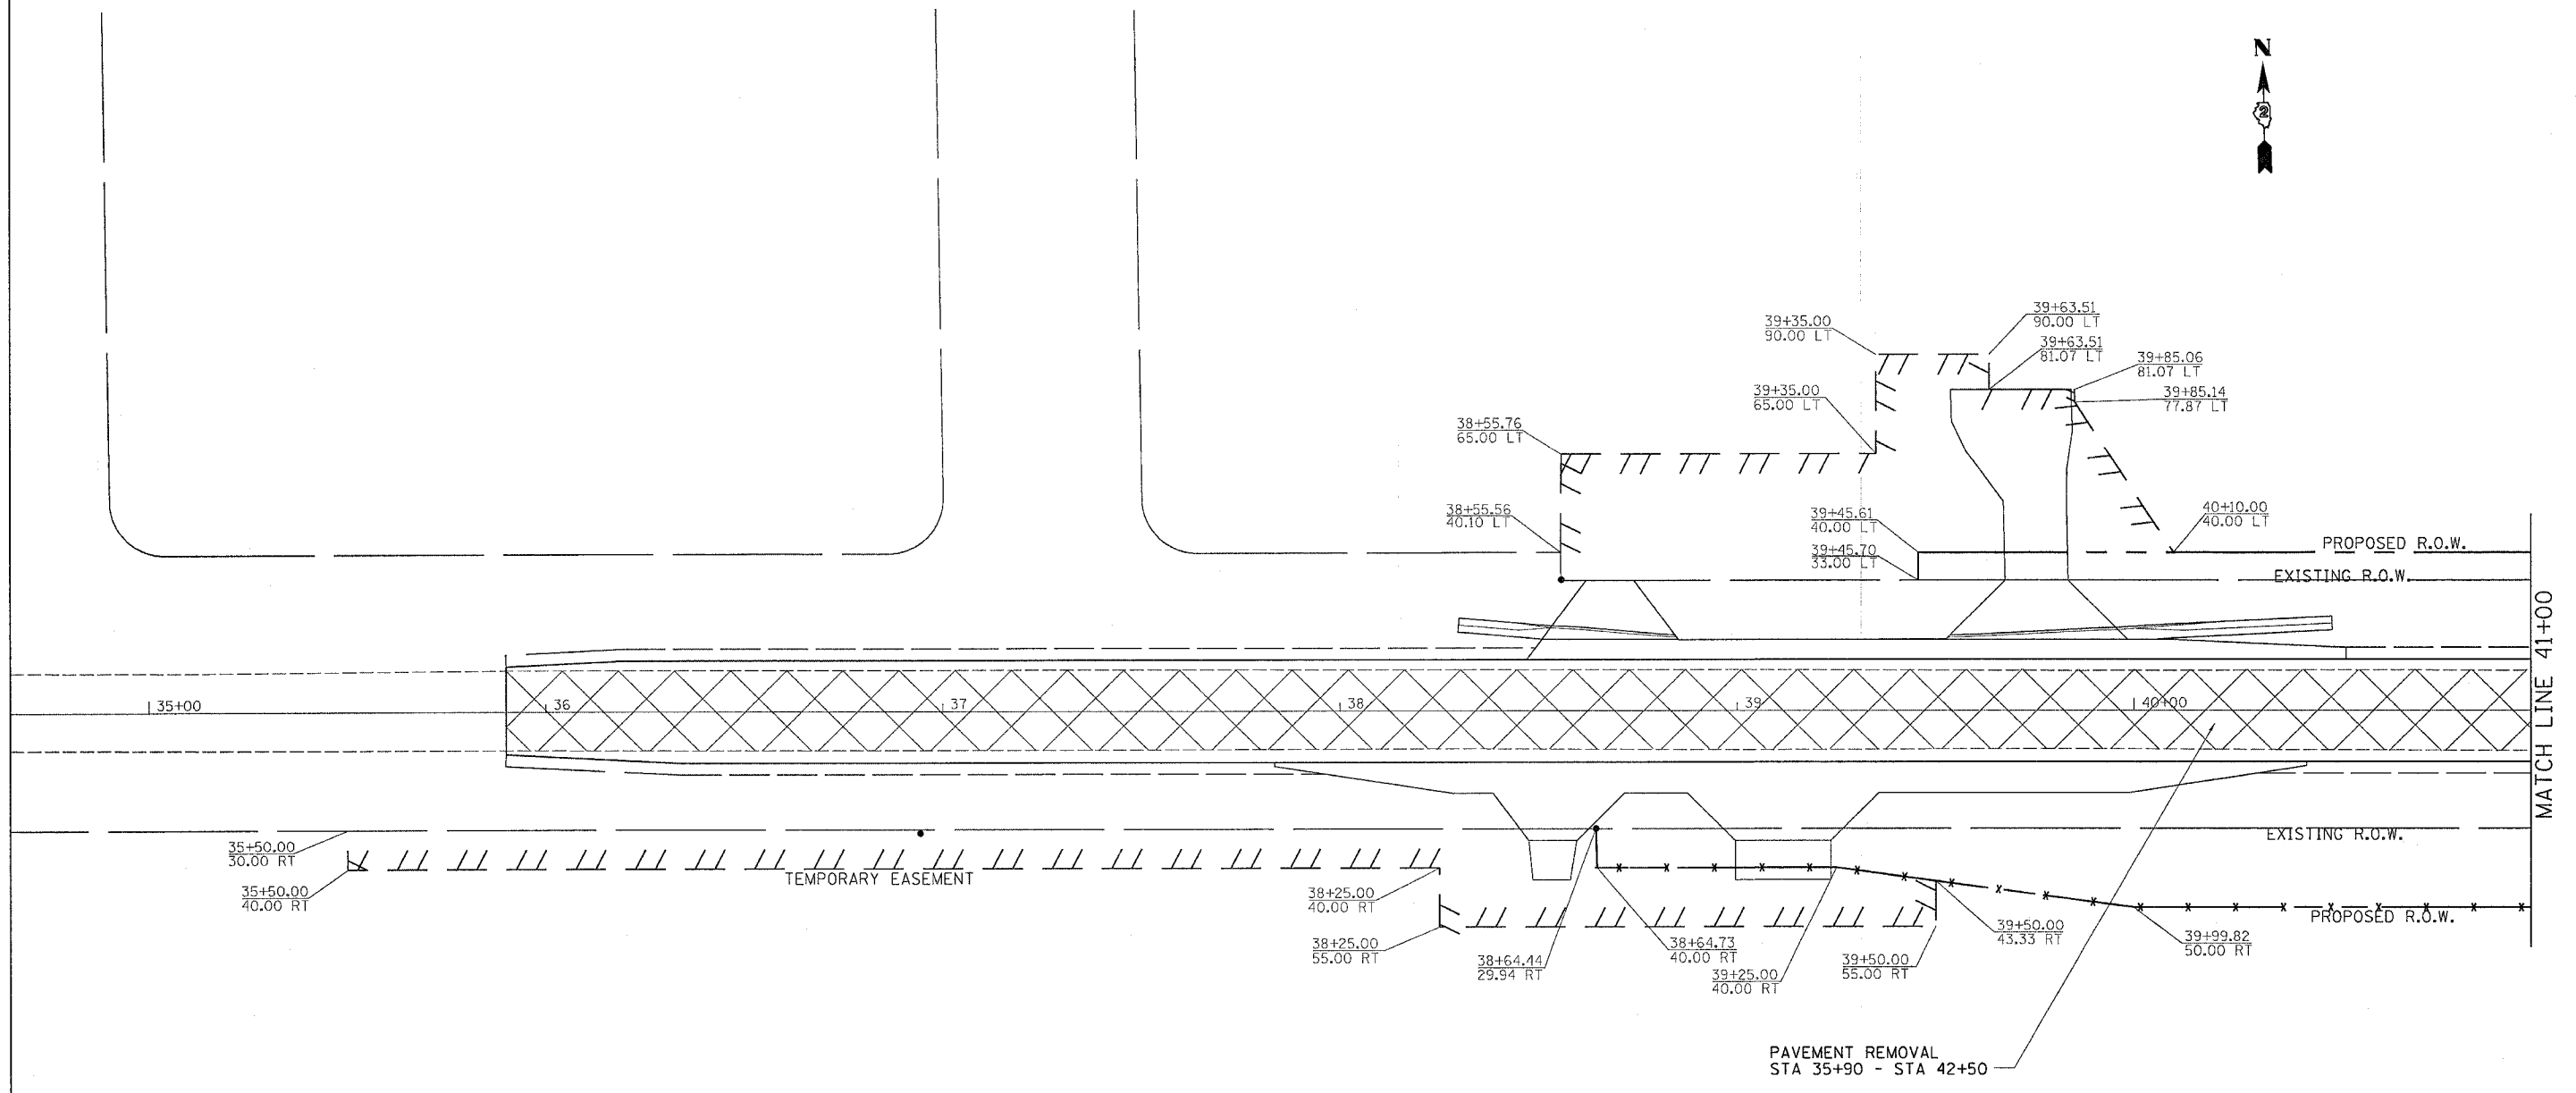 N
2
39+63.51
90.00 LT
39+35.00
90.00 LT
39+63.51
81.07 LT
39+85.06
81.07 LT
39+85.14
77.87 LT
39+35.00
65.00 LT
38+55.76
65.00 LT
38+55.56
40.10 LT
39+45.61
40.00 LT
40+10.00
40.00 LT
39+45.70
33.00 LT
PROPOSED R.O.W.
EXISTING R.O.W.
MATCH LINE 41+00
35+00
36
37
38
39
40+00
EXISTING R.O.W.
35+50.00
30.00 RT
35+50.00
40.00 RT
TEMPORARY EASEMENT
38+25.00
40.00 RT
38+25.00
55.00 RT
38+64.44
29.94 RT
38+64.73
40.00 RT
39+25.00
40.00 RT
39+50.00
55.00 RT
39+50.00
43.33 RT
39+99.82
50.00 RT
PROPOSED R.O.W.
PAVEMENT REMOVAL
STA 35+90 - STA 42+50